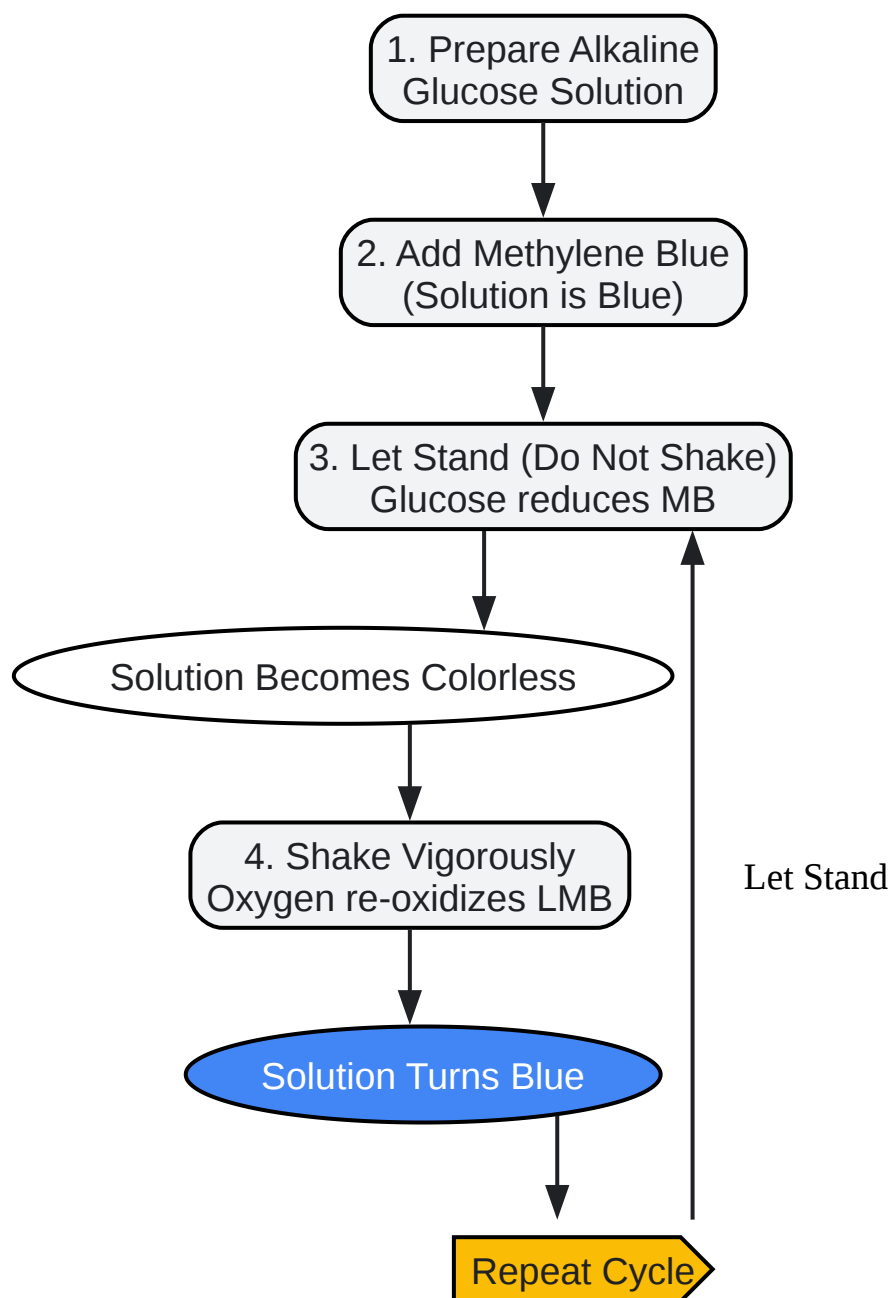 1. Prepare Alkaline
Glucose Solution
2. Add Methylene Blue
(Solution is Blue)
3. Let Stand (Do Not Shake)
Glucose reduces MB
Solution Becomes Colorless
4. Shake Vigorously
Oxygen re-oxidizes LMB
Let Stand
Solution Turns Blue
Repeat Cycle